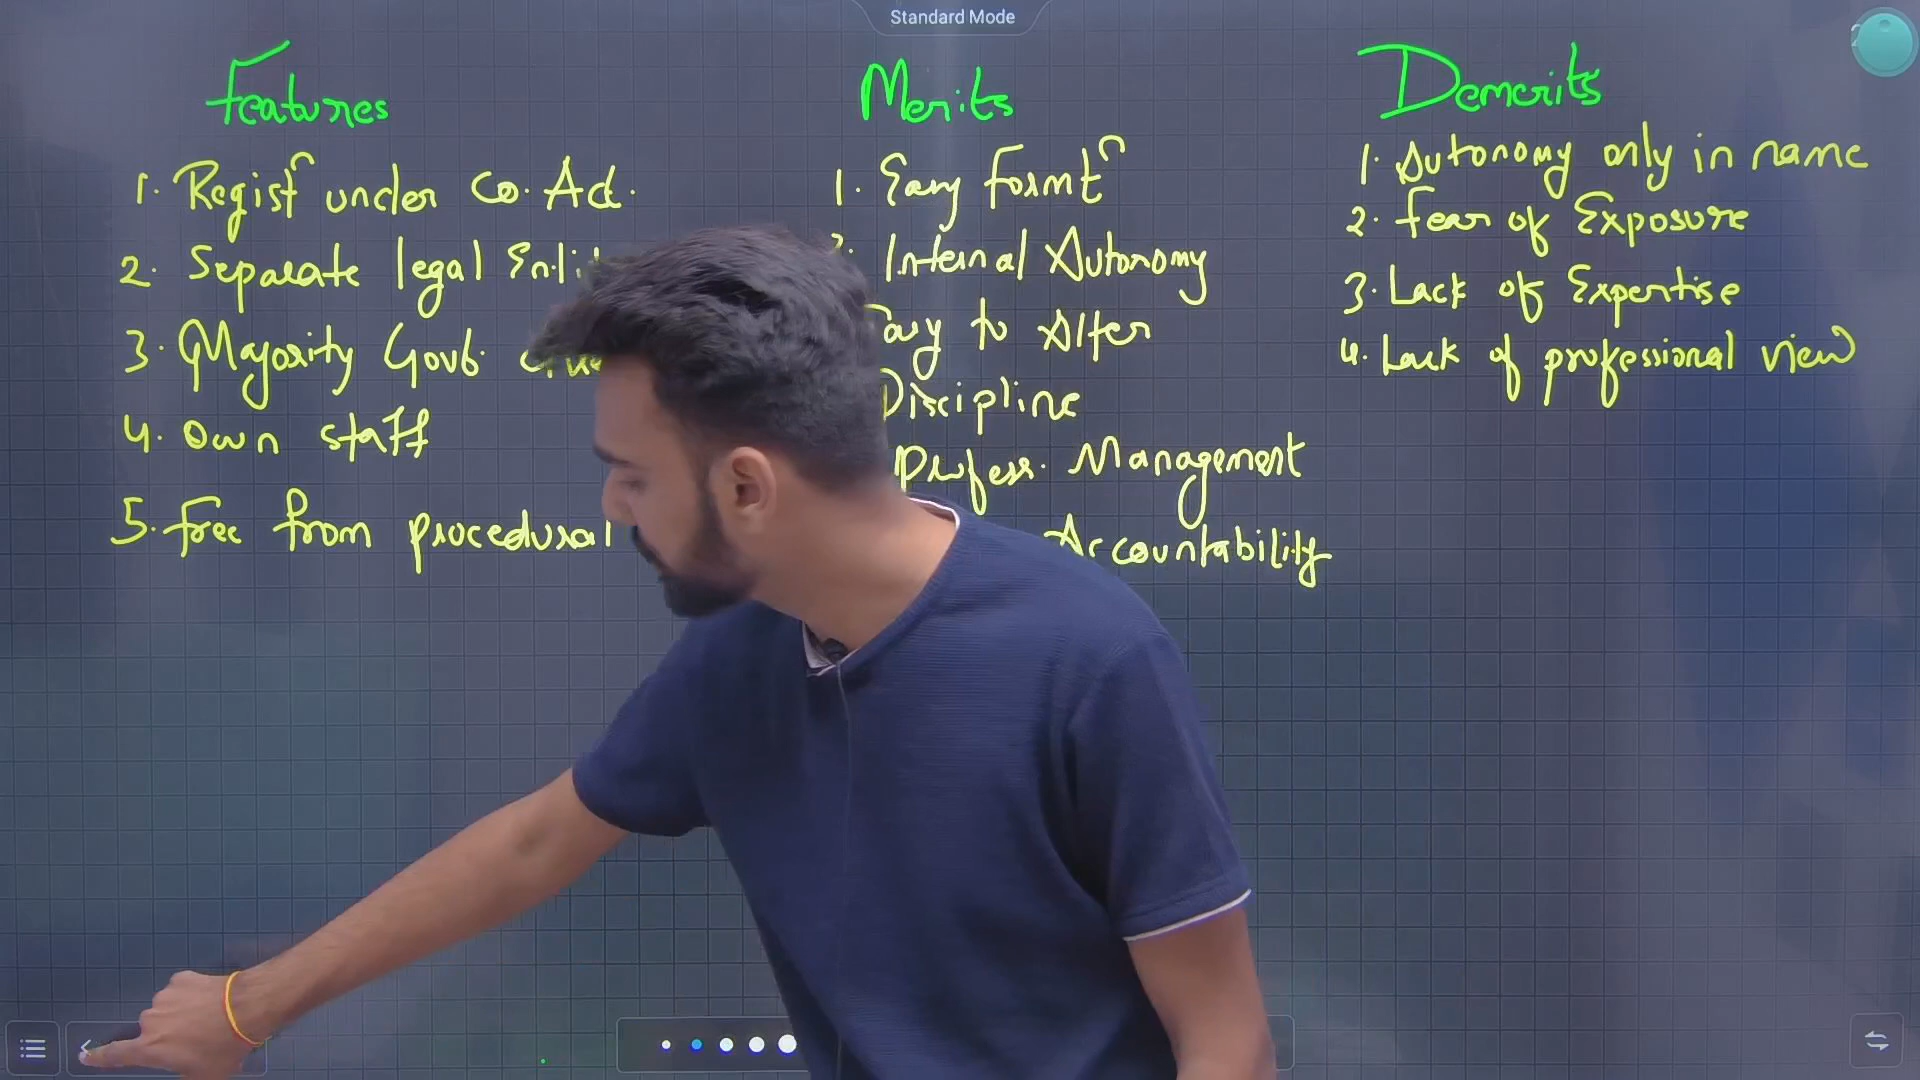 Standard Mode
Features
1. Registn under Co. Act.
2. Separate legal
3. Majority Govt.
4. Own staff
5. Free from procedural
Merits
1. Easy Formtn
Internal Autonomy
to Alter
Discipline
Profess. Management
Accountability
Demerits
1. Autonomy only in name
2. Fear of Exposure
3. Lack of Expertise
4. Lack of professional view